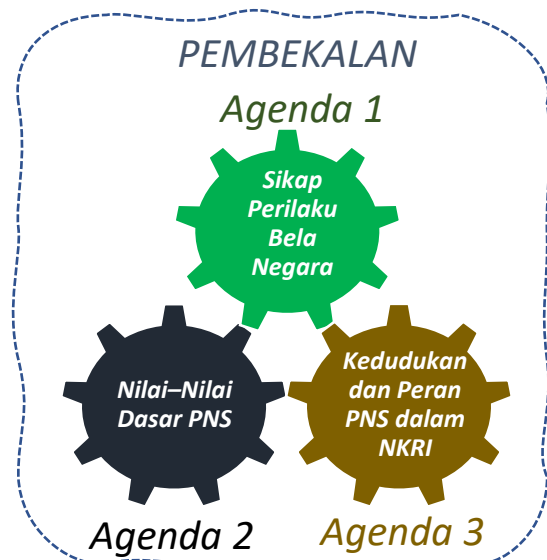 PEMBEKALAN
Agenda 1
Sikap
Perilaku
Bela
Negara
Nilai–Nilai
Dasar PNS
Kedudukan
dan Peran
PNS dalam
NKRI
Agenda 2
Agenda 3